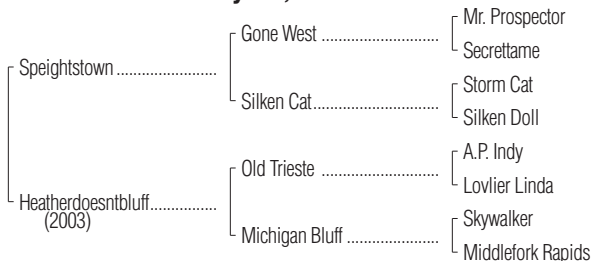 Mr. Prospector
Gone West ........................
Secrettame
Speightstown .......................
Storm Cat
Silken Cat..........................
Silken Doll
A.P. Indy
Old Trieste ........................
Lovlier Linda
Heatherdoesntbluff................
(2003)
Skywalker
Michigan Bluff ...................
Middlefork Rapids